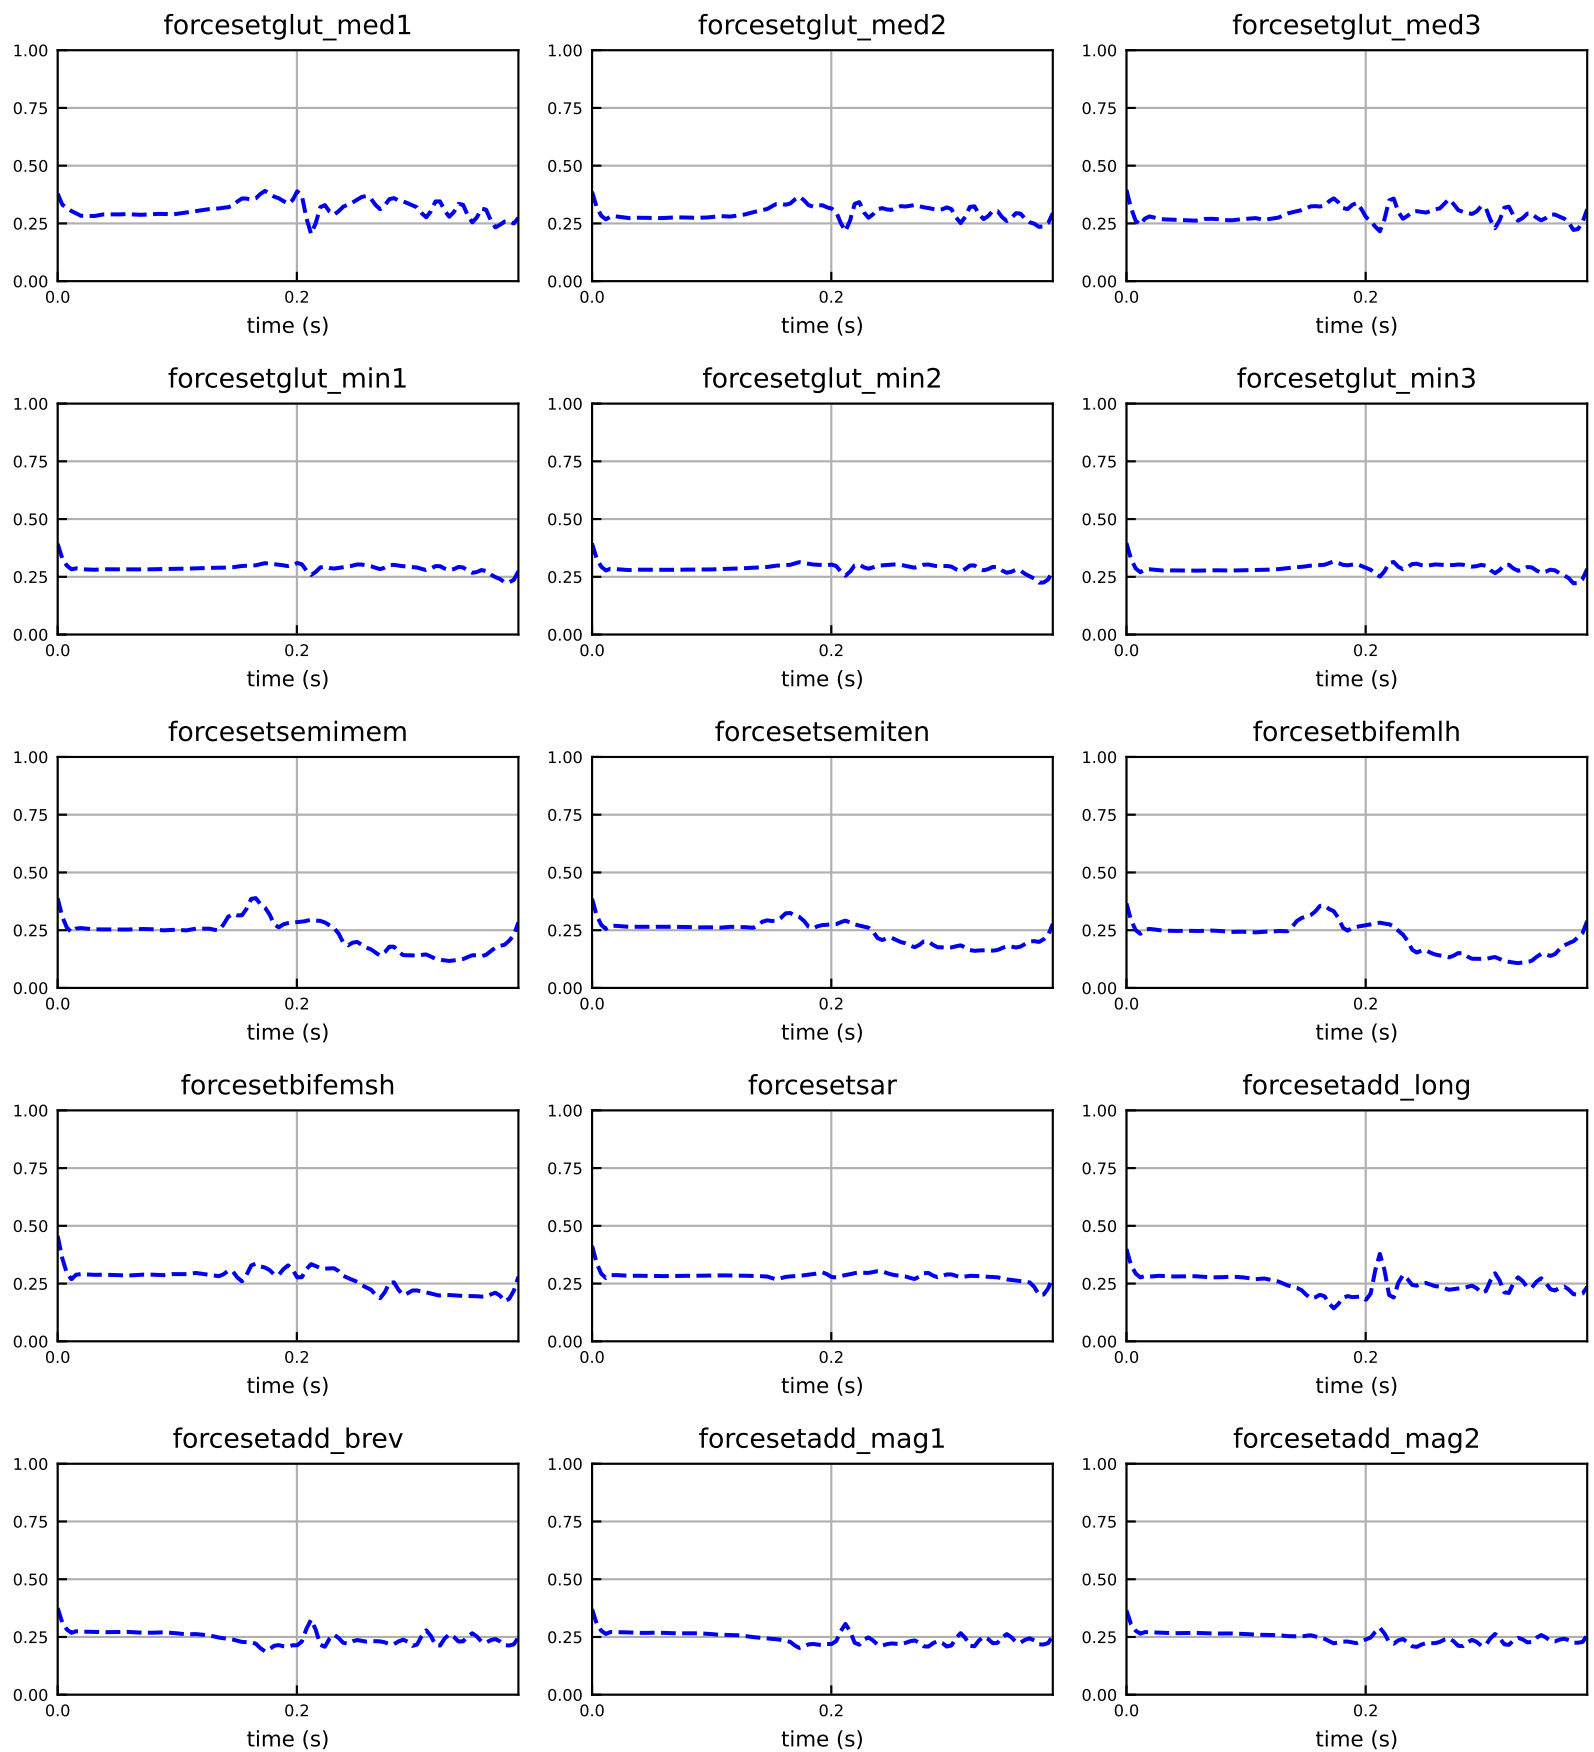 forcesetglut_med1 forcesetglut_med2 forcesetglut_med3
1.00 1.00 1.00
0.75 0.75 0.75
0.50 0.50 0.50
0.25 0.25 0.25
0.00 0.00 0.00
0.0 0.2 0.0 0.2 0.0 0.2
time (s) time (s) time (s)
forcesetglut_min1 forcesetglut_min2 forcesetglut_min3
1.00 1.00 1.00
0.75 0.75 0.75
0.50 0.50 0.50
0.25 0.25 0.25
0.00 0.00 0.00
0.0 0.2 0.0 0.2 0.0 0.2
time (s) time (s) time (s)
forcesetsemimem forcesetsemiten forcesetbifemlh
1.00 1.00 1.00
0.75 0.75 0.75
0.50 0.50 0.50
0.25 0.25 0.25
0.00 0.00 0.00
0.0 0.2 0.0 0.2 0.0 0.2
time (s) time (s) time (s)
forcesetbifemsh forcesetsar forcesetadd_long
1.00 1.00 1.00
0.75 0.75 0.75
0.50 0.50 0.50
0.25 0.25 0.25
0.00 0.00 0.00
0.0 0.2 0.0 0.2 0.0 0.2
time (s) time (s) time (s)
forcesetadd_brev forcesetadd_mag1 forcesetadd_mag2
1.00 1.00 1.00
0.75 0.75 0.75
0.50 0.50 0.50
0.25 0.25 0.25
0.00 0.00 0.00
0.0 0.2 0.0 0.2 0.0 0.2
time (s) time (s) time (s)